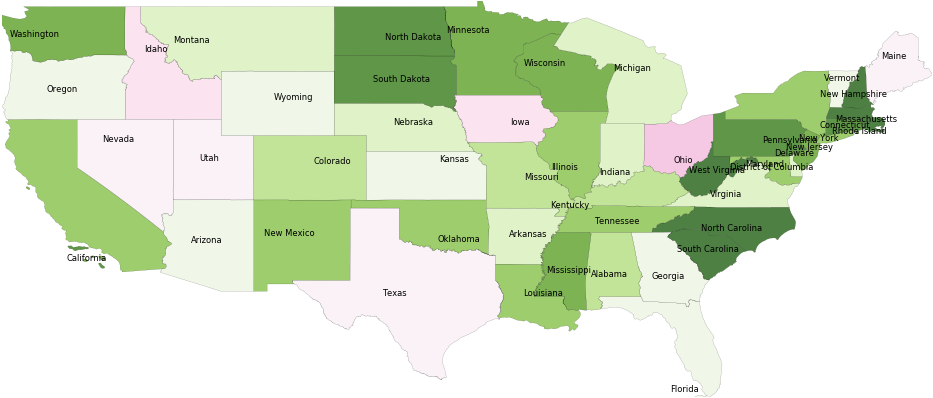 Washington
Idaho
Montana
North Dakota
Minnesota
Wisconsin
Michigan
Maine
Vermont
New Hampshire
Massachusetts
Connecticut
Rhode Island
Oregon
Wyoming
South Dakota
Nebraska
Iowa
New York
Pennsylvania
New Jersey
Delaware
Maryland
District of Columbia
Nevada
Utah
Colorado
Kansas
Missouri
Illinois
Indiana
Ohio
West Virginia
Virginia
Kentucky
California
Arizona
New Mexico
Oklahoma
Arkansas
Tennessee
North Carolina
South Carolina
Texas
Louisiana
Mississippi
Alabama
Georgia
Florida